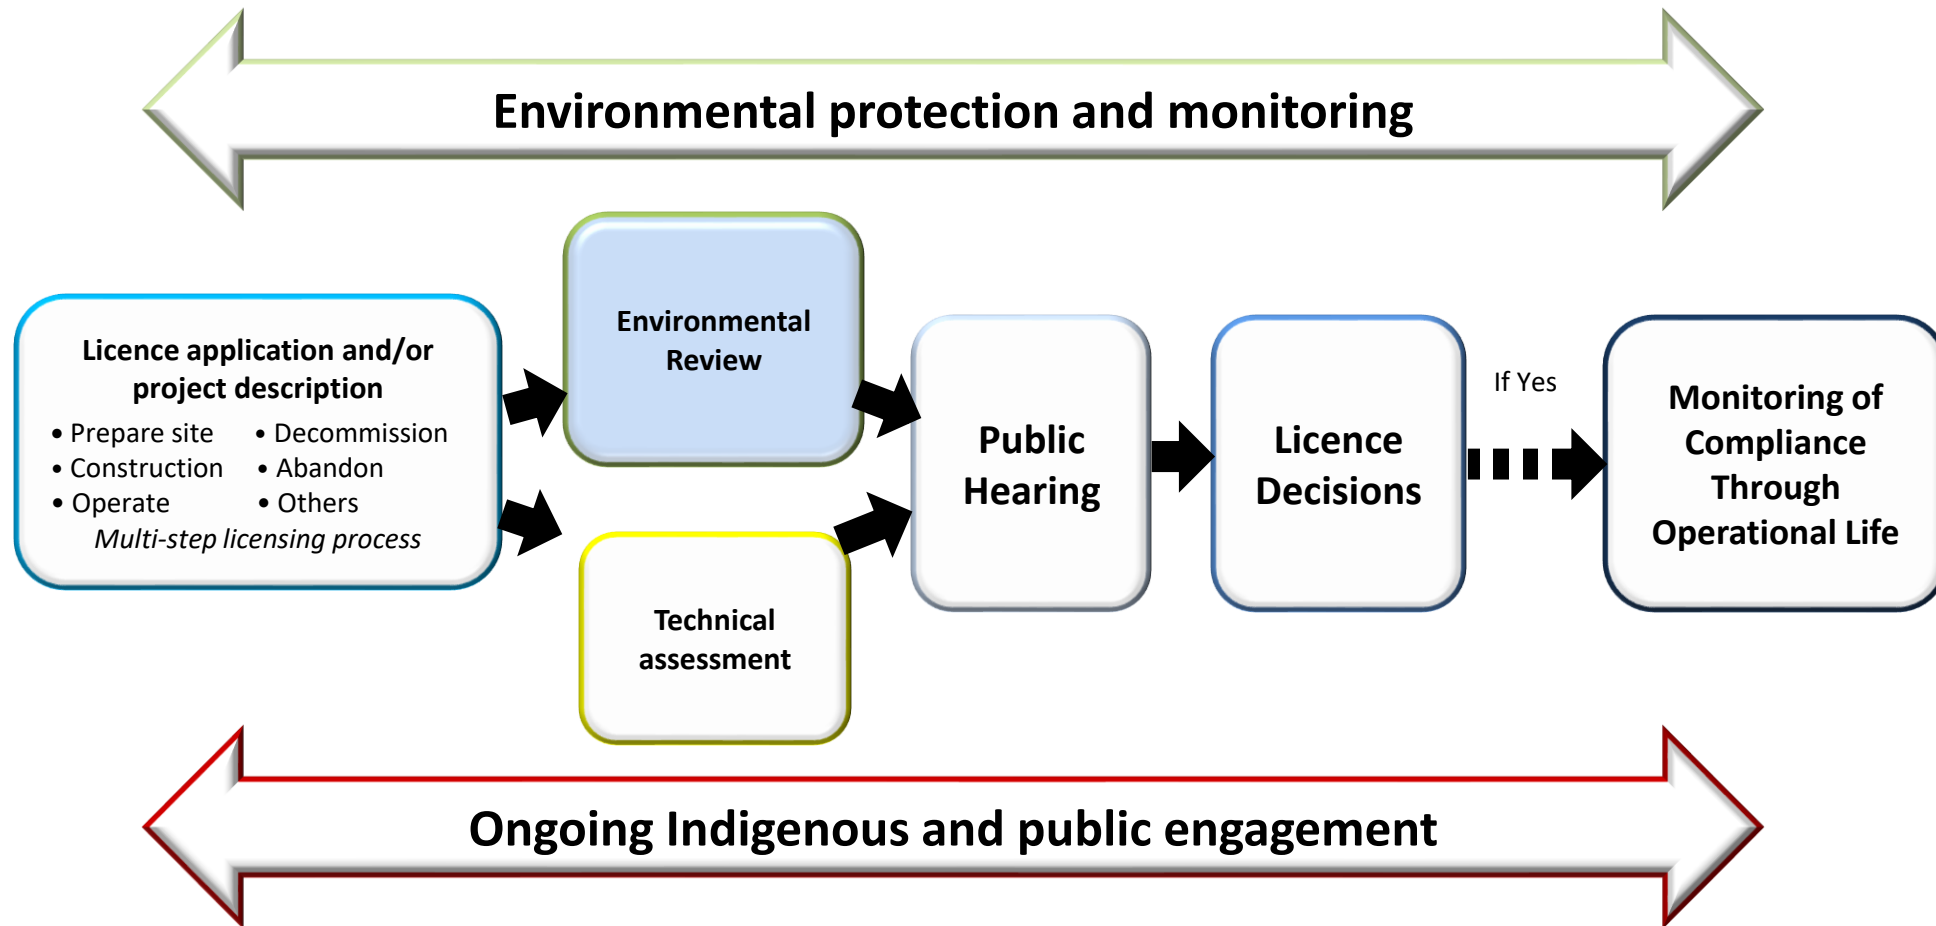 Environmental protection and monitoring
Licence application and/or
project description
• Prepare site
• Construction
• Operate
• Decommission
• Abandon
• Others
Multi-step licensing process
Environmental
Review
Technical
assessment
Public
Hearing
Licence
Decisions
If Yes
Monitoring of
Compliance
Through
Operational Life
Ongoing Indigenous and public engagement